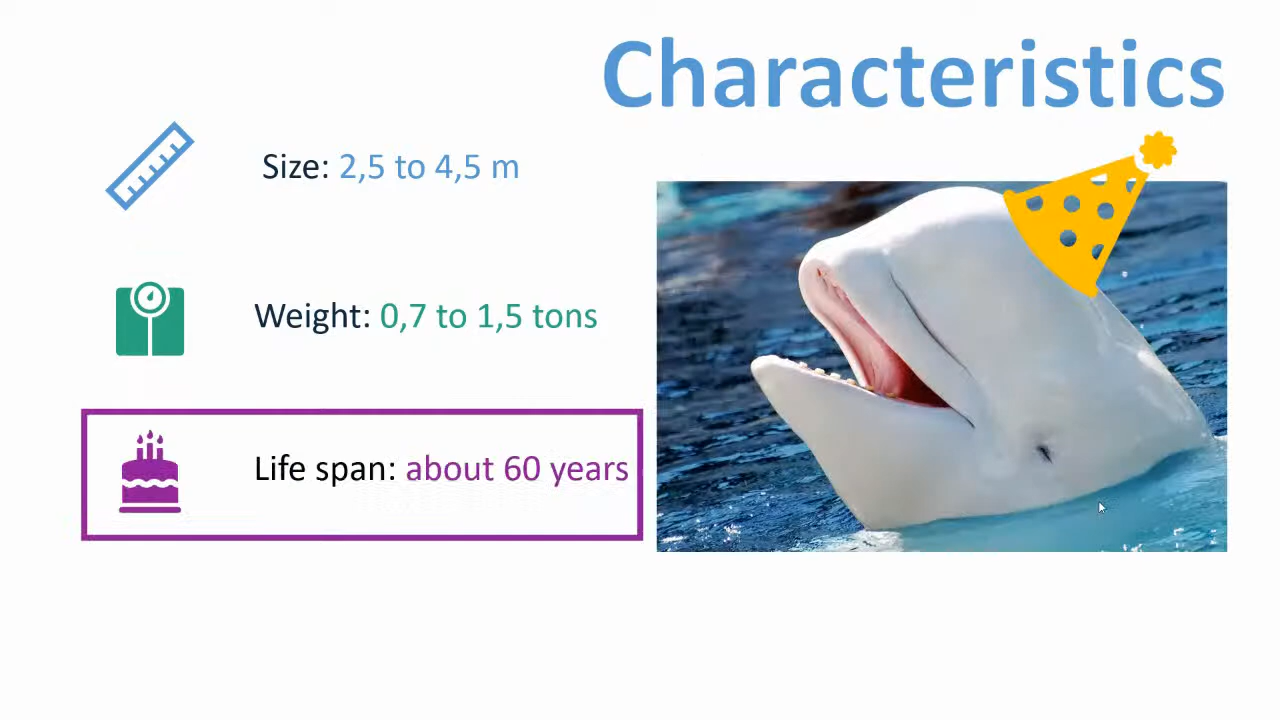 Characteristics
Size: 2,5 to 4,5 m
Weight: 0,7 to 1,5 tons
Life span: about 60 years